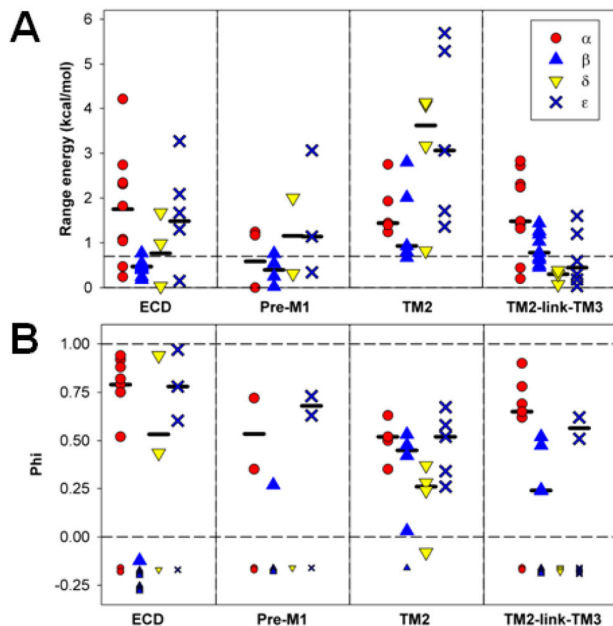 A
Range energy (kcal/mol)
6
5
4
3
2
1
0
α
β
δ
ε
ECD Pre-M1 TM2 TM2-link-TM3
B
Phi
1.00
0.75
0.50
0.25
0.00
-0.25
ECD Pre-M1 TM2 TM2-link-TM3